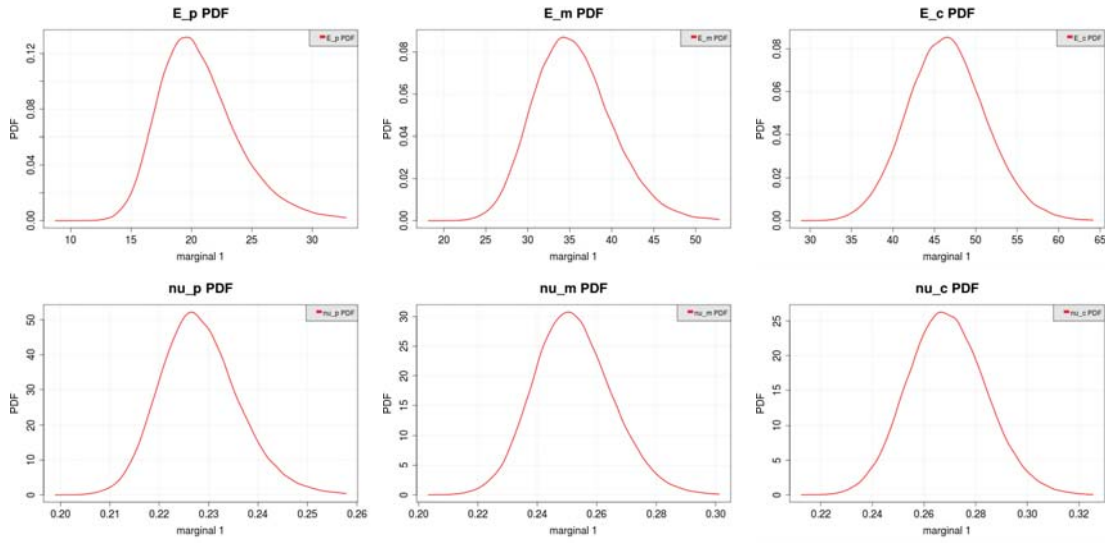 E_p PDF
E_p PDF
PDF
0.00 0.04 0.08 0.12
10 15 20 25 30
marginal 1
E_m PDF
E_m PDF
PDF
0.00 0.02 0.04 0.06 0.08
20 25 30 35 40 45 50
marginal 1
E_c PDF
E_c PDF
PDF
0.00 0.02 0.04 0.06 0.08
30 35 40 45 50 55 60 65
marginal 1
nu_p PDF
nu_p PDF
PDF
0 10 20 30 40 50
0.20 0.21 0.22 0.23 0.24 0.25 0.26
marginal 1
nu_m PDF
nu_m PDF
PDF
0 5 10 15 20 25 30
0.20 0.22 0.24 0.26 0.28 0.30
marginal 1
nu_c PDF
nu_c PDF
PDF
0 5 10 15 20 25
0.22 0.24 0.26 0.28 0.30 0.32
marginal 1